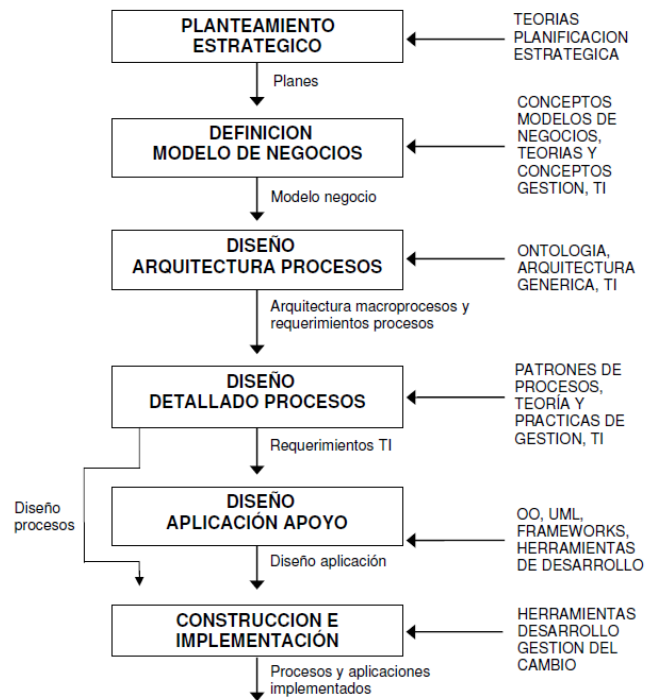 PLANTEAMIENTO
ESTRATEGICO
TEORIAS
PLANIFICACION
ESTRATEGICA
Planes
DEFINICION
MODELO DE NEGOCIOS
CONCEPTOS
MODELOS DE
NEGOCIOS,
TEORIAS Y
CONCEPTOS
GESTION, TI
Modelo negocio
DISEÑO
ARQUITECTURA PROCESOS
ONTOLOGIA,
ARQUITECTURA
GENERICA, TI
Arquitectura macroprocesos y
requerimientos procesos
DISEÑO
DETALLADO PROCESOS
PATRONES DE
PROCESOS,
TEORÍA Y
PRACTICAS DE
GESTION, TI
Requerimientos TI
Diseño
procesos
DISEÑO
APLICACIÓN APOYO
OO, UML,
FRAMEWORKS,
HERRAMIENTAS
DE DESARROLLO
Diseño aplicación
CONSTRUCCION E
IMPLEMENTACIÓN
HERRAMIENTAS
DESARROLLO
GESTION DEL
CAMBIO
Procesos y aplicaciones
implementados